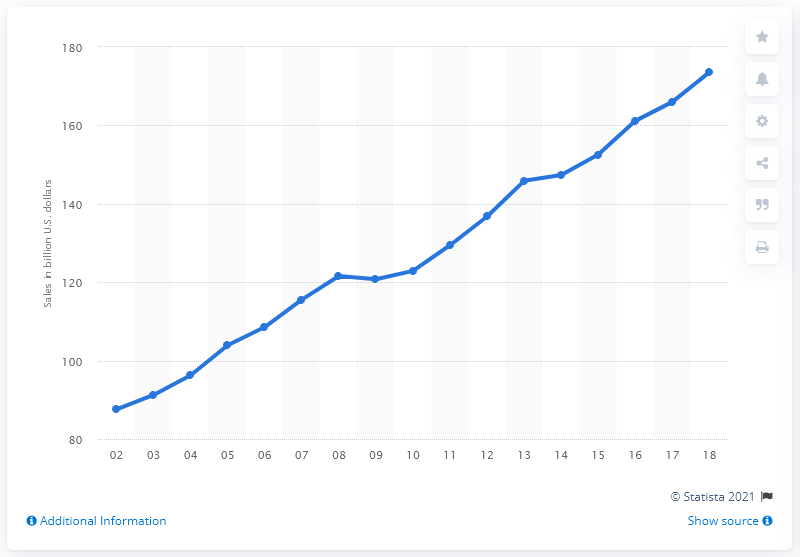 180
160
140
120
100
80
Sales in billion U.S. dollars
02 03 04 05 06 07 08 09 10 11 12 13 14 15 16 17 18
© Statista 2021
Additional Information
Show source